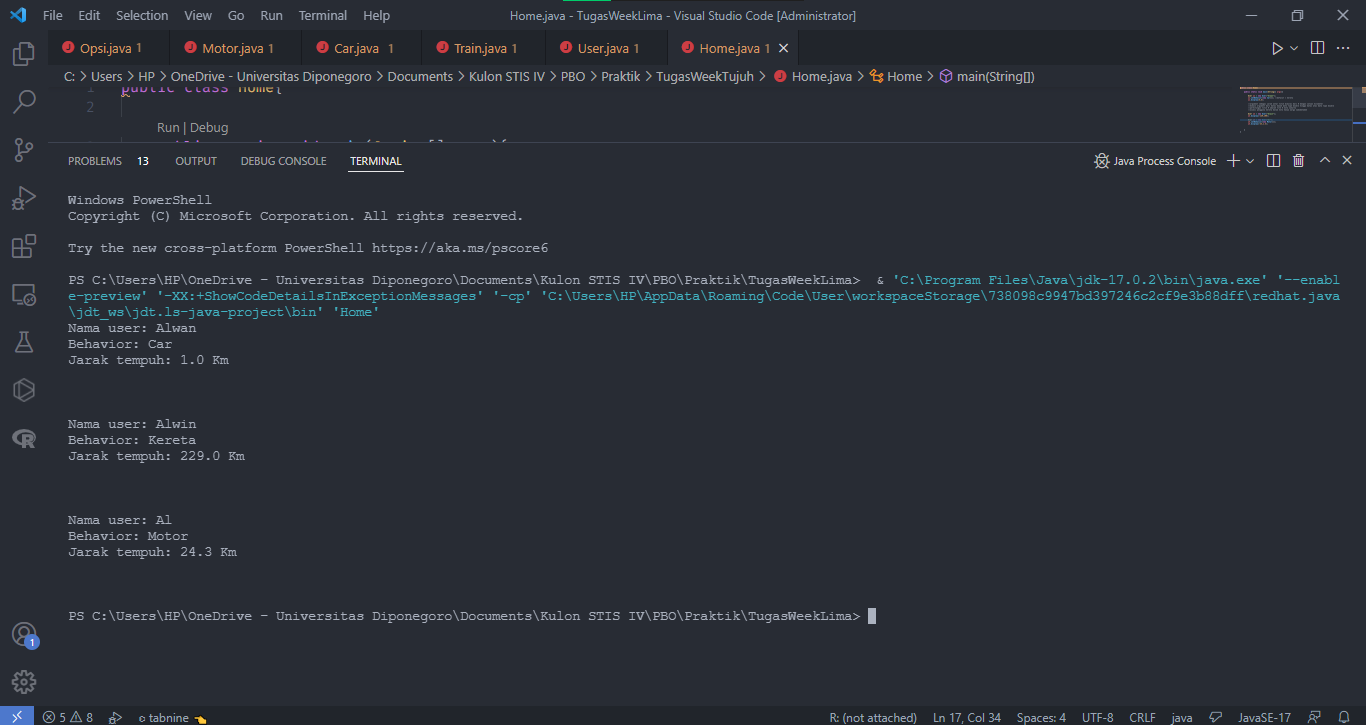 File Edit Selection View Go Run Terminal Help Home.java - TugasWeekLima - Visual Studio Code [Administrator]
Opsi.java 1 Motor.java 1 Car.java 1 Train.java 1 User.java 1 Home.java 1
C: > Users > HP > OneDrive - Universitas Diponegoro > Documents > Kulon STIS IV > PBO > Praktik > TugasWeekTujuh > Home.java > Home > main(String[])
1 public class Home{
2
Run | Debug
PROBLEMS 13 OUTPUT DEBUG CONSOLE TERMINAL Java Process Console
Windows PowerShell
Copyright (C) Microsoft Corporation. All rights reserved.
Try the new cross-platform PowerShell https://aka.ms/pscore6
PS C:\Users\HP\OneDrive - Universitas Diponegoro\Documents\Kulon STIS IV\PBO\Praktik\TugasWeekLima>  & 'C:\Program Files\Java\jdk-17.0.2\bin\java.exe' '--enabl
e-preview' '-XX:+ShowCodeDetailsInExceptionMessages' '-cp' 'C:\Users\HP\AppData\Roaming\Code\User\workspaceStorage\738098c9947bd397246c2cf9e3b88dff\redhat.java
\jdt_ws\jdt.ls-java-project\bin' 'Home'
Nama user: Alwan
Behavior: Car
Jarak tempuh: 1.0 Km
Nama user: Alwin
Behavior: Kereta
Jarak tempuh: 229.0 Km
Nama user: Al
Behavior: Motor
Jarak tempuh: 24.3 Km
PS C:\Users\HP\OneDrive - Universitas Diponegoro\Documents\Kulon STIS IV\PBO\Praktik\TugasWeekLima>
1
5 8 tabnine R: (not attached) Ln 17, Col 34 Spaces: 4 UTF-8 CRLF java JavaSE-17